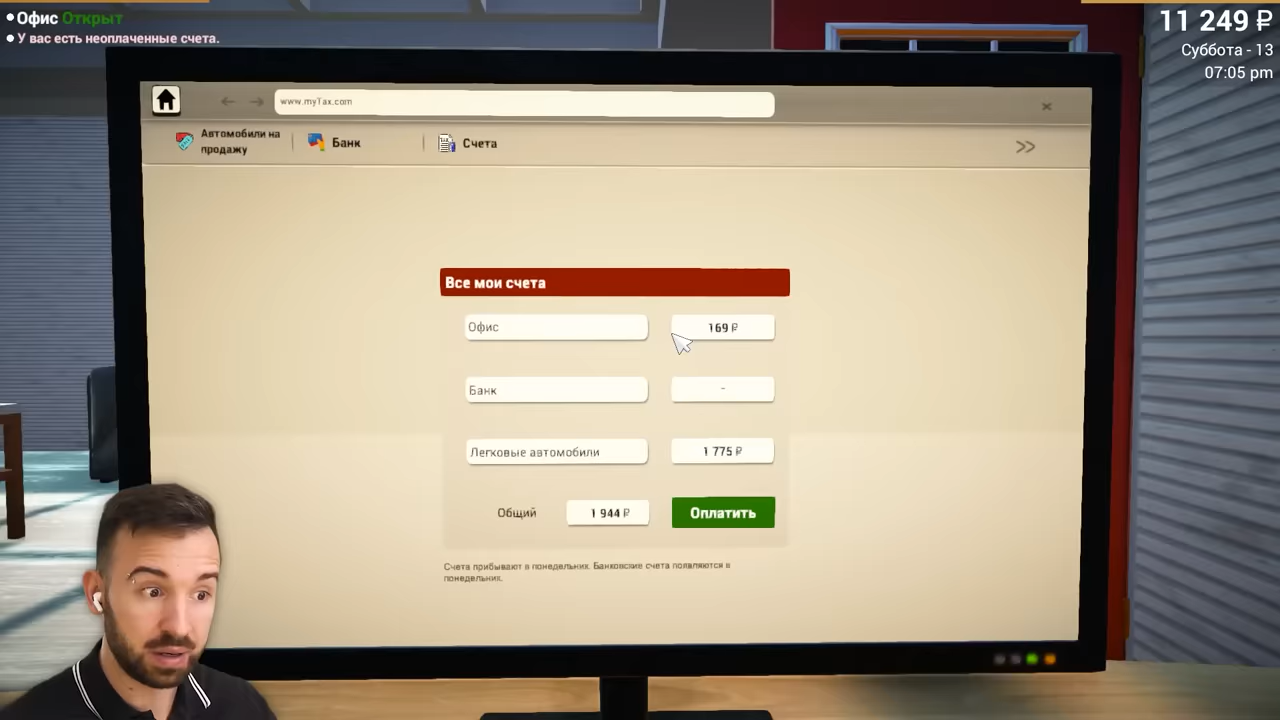 Офис Открыт
У вас есть неоплаченные счета.
11 249 ₽
Суббота - 13
07:05 pm
www.myTax.com
Автомобили на
продажу
Банк
Счета
>>
Все мои счета
Офис
169 ₽
Банк
-
Легковые автомобили
1 775 ₽
Общий
1 944 ₽
Оплатить
Счета прибывают в понедельник. Банковские счета появляются в
понедельник.